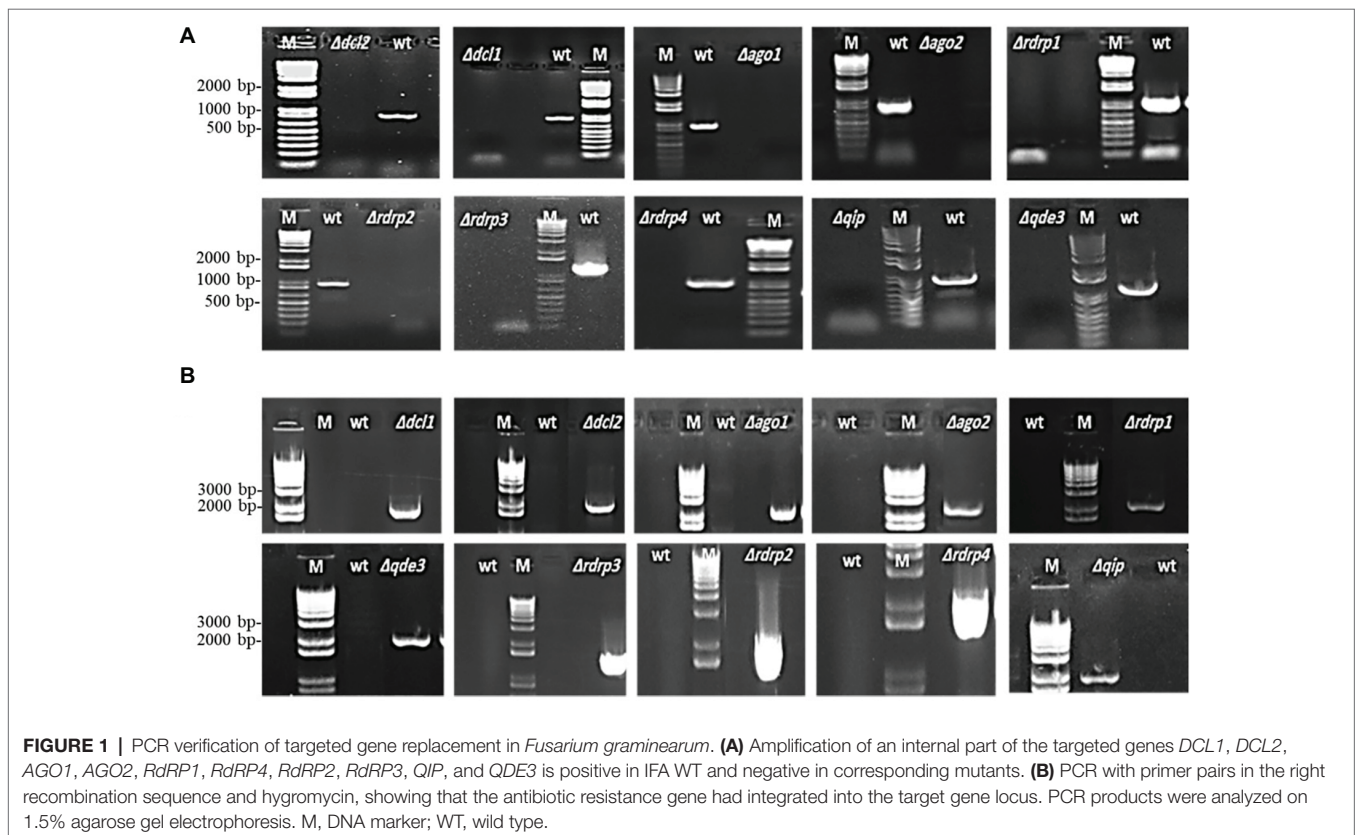 A
M Δdcl2 wt
Δdcl1 wt M
M wt Δago1
M wt Δago2
Δrdrp1 M wt
2000 bp-
1000 bp-
500 bp-
M wt Δrdrp2
Δrdrp3 M wt
Δrdrp4 wt M
Δqip M wt
Δqde3 M wt
2000 bp-
1000 bp-
500 bp-
B
M wt Δdcl1
M wt Δdcl2
M wt Δago1
wt M Δago2
wt M Δrdrp1
3000 bp-
2000 bp-
M wt Δqde3
wt M Δrdrp3
wt M Δrdrp2
wt M Δrdrp4
M Δqip wt
3000 bp-
2000 bp-
FIGURE 1 | PCR verification of targeted gene replacement in Fusarium graminearum. (A) Amplification of an internal part of the targeted genes DCL1, DCL2,
AGO1, AGO2, RdRP1, RdRP4, RdRP2, RdRP3, QIP, and QDE3 is positive in IFA WT and negative in corresponding mutants. (B) PCR with primer pairs in the right
recombination sequence and hygromycin, showing that the antibiotic resistance gene had integrated into the target gene locus. PCR products were analyzed on
1.5% agarose gel electrophoresis. M, DNA marker; WT, wild type.